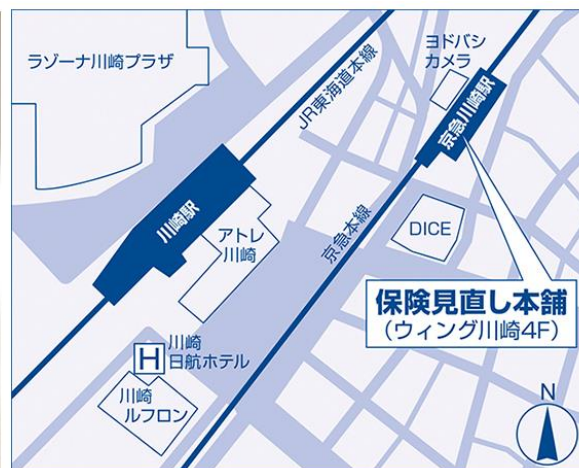 ラゾーナ川崎プラザ
JR東海道本線
ヨドバシ
カメラ
京急川崎駅
川崎駅
アトレ
川崎
京急本線
DICE
保険見直し本舗
(ウィング川崎4F)
川崎
日航ホテル
H
川崎
ルフロン
N